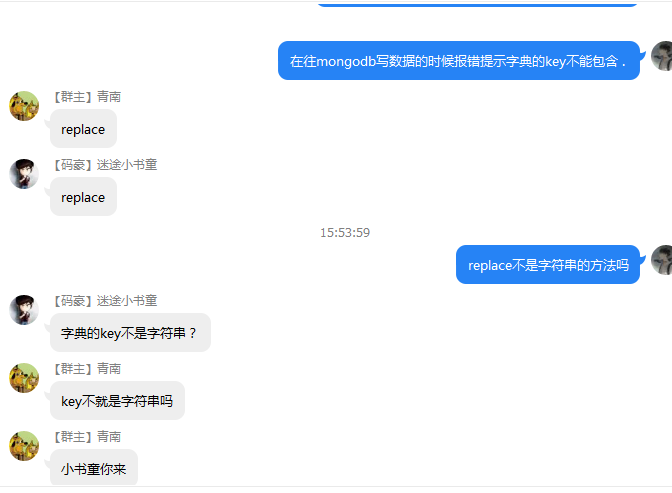 在往mongodb写数据的时候报错提示字典的key不能包含 .
【群主】青南
replace
【码豪】迷途小书童
replace
15:53:59
replace不是字符串的方法吗
【码豪】迷途小书童
字典的key不是字符串？
【群主】青南
key不就是字符串吗
【群主】青南
小书童你来